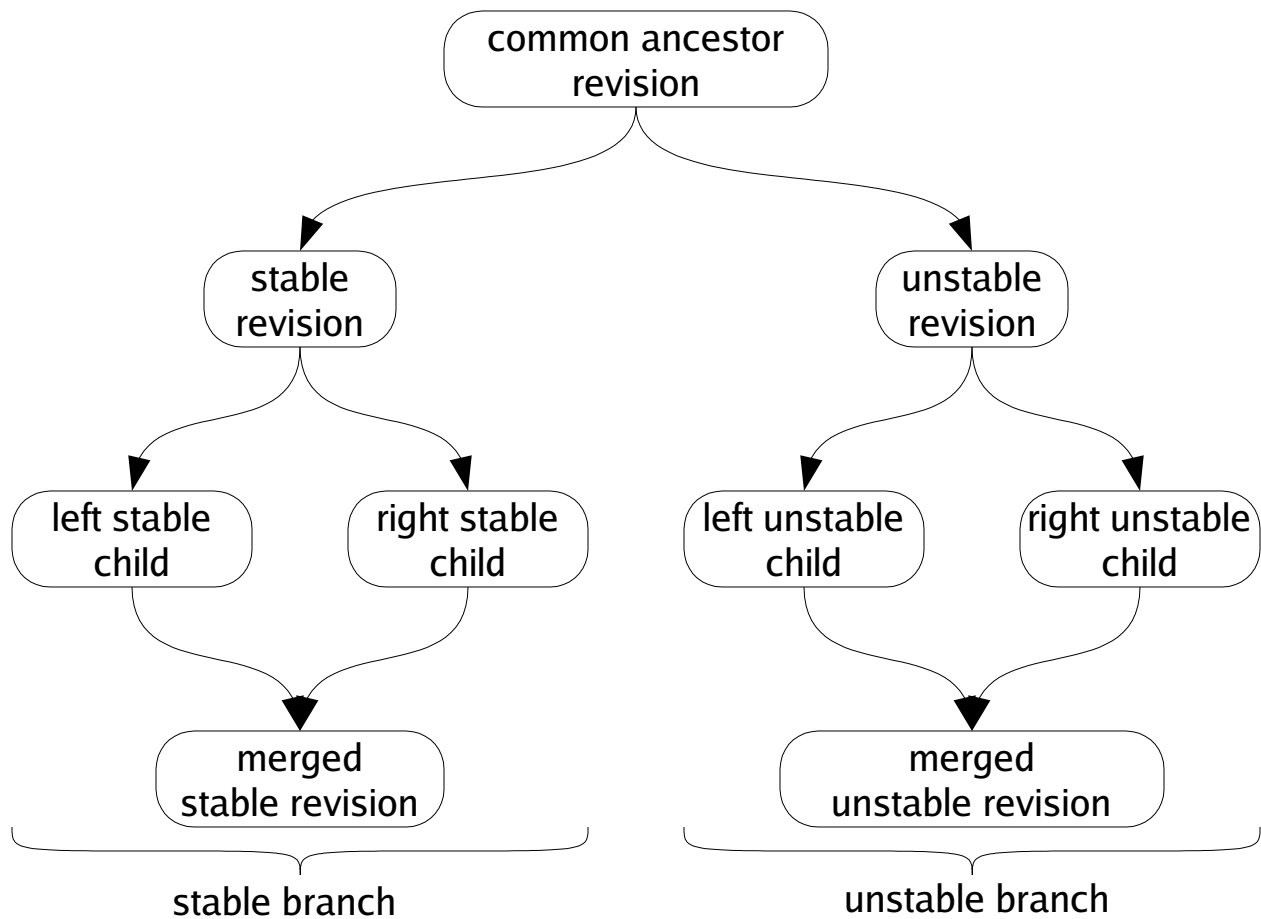 common ancestor
revision
stable
revision
unstable
revision
left stable
child
right stable
child
left unstable
child
right unstable
child
merged
stable revision
merged
unstable revision
stable branch
unstable branch